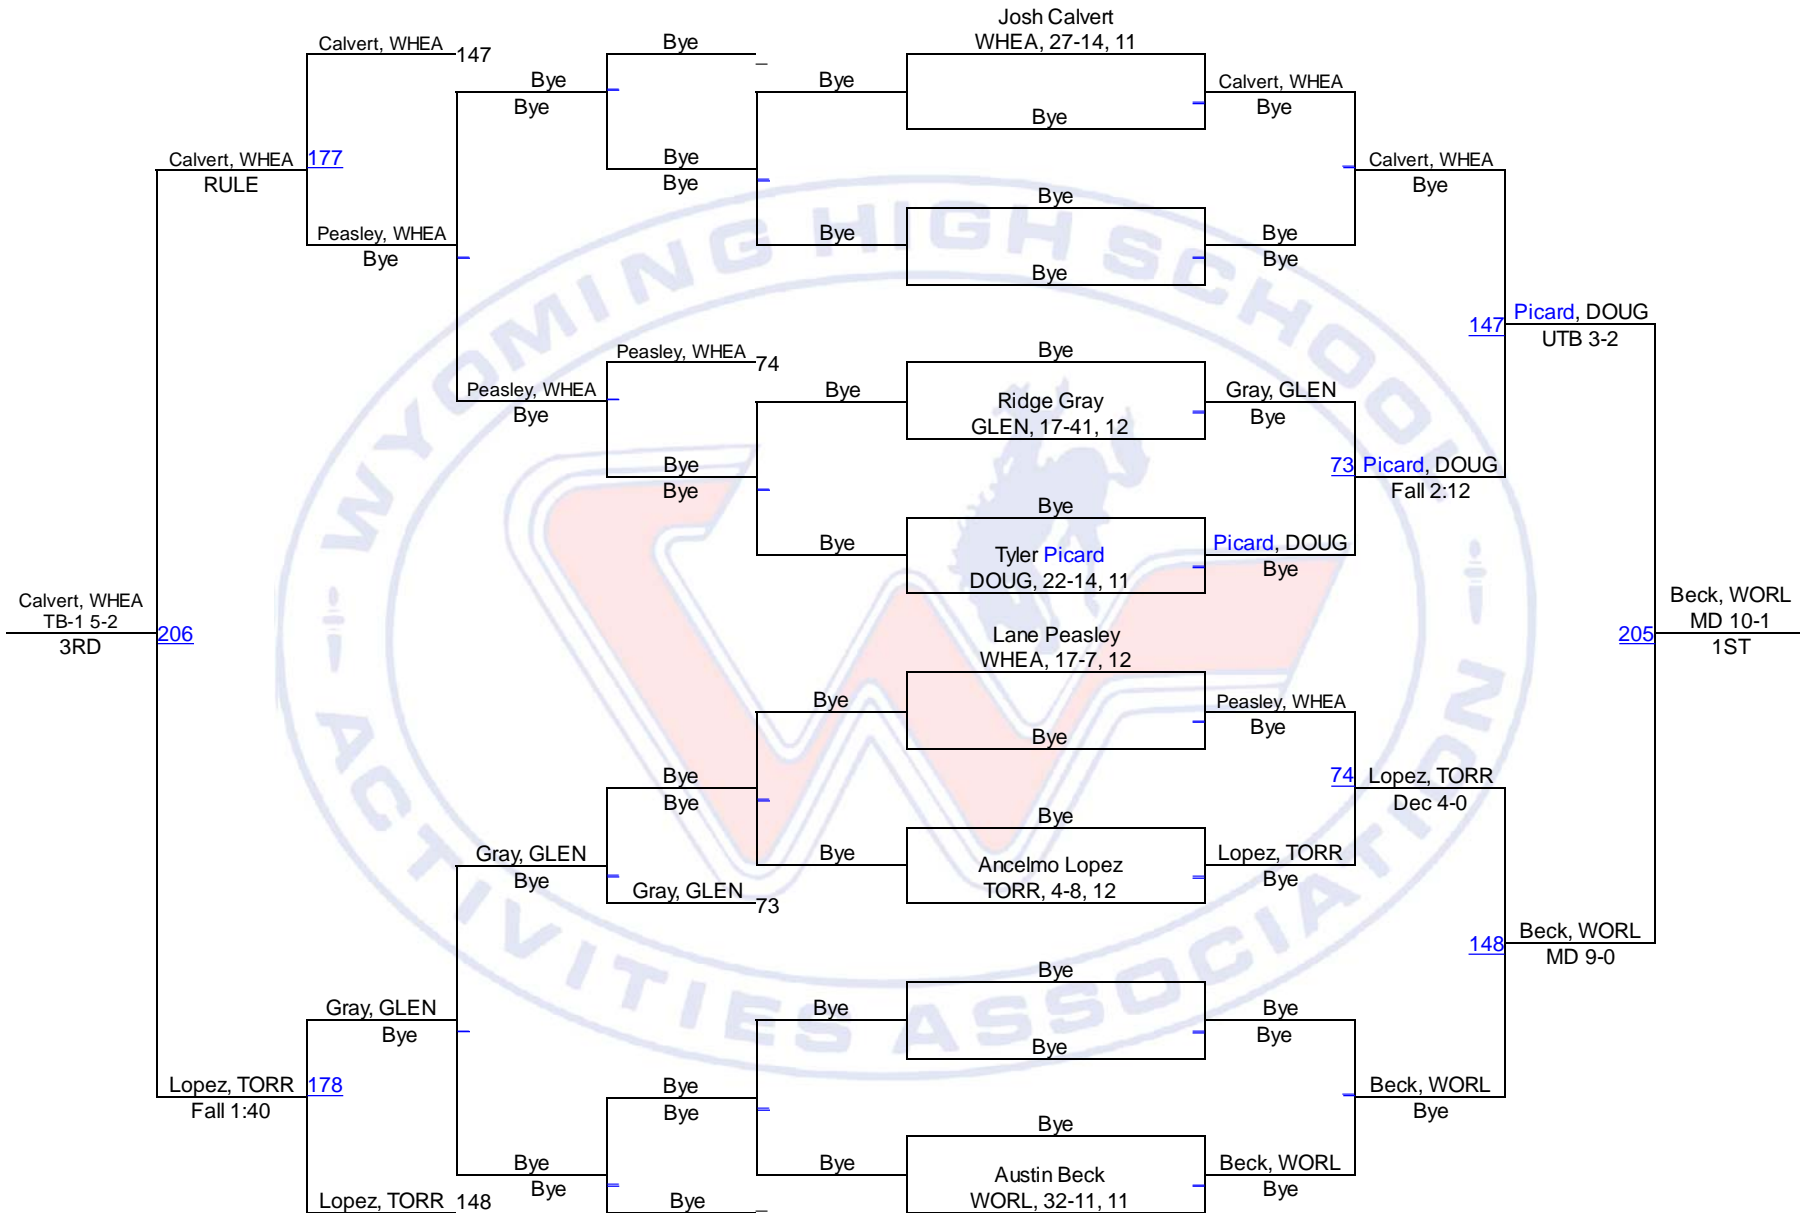 Josh Calvert
WHEA, 27-14, 11
Calvert, WHEA
147
Bye
Bye
Bye
Bye
Calvert, WHEA
Bye
Bye
Bye
Calvert, WHEA
RULE
177
Bye
Bye
Calvert, WHEA
Bye
Peasley, WHEA
Bye
Bye
Bye
Bye
Bye
Bye
WYOMING HIGH SCHOOL
147
Picard, DOUG
UTB 3-2
Peasley, WHEA
74
Bye
Peasley, WHEA
Bye
Bye
Ridge Gray
GLEN, 17-41, 12
Gray, GLEN
Bye
Bye
Bye
73
Picard, DOUG
Fall 2:12
Bye
Bye
Tyler Picard
DOUG, 22-14, 11
Picard, DOUG
Bye
Calvert, WHEA
TB-1 5-2
3RD
206
Lane Peasley
WHEA, 17-7, 12
205
Beck, WORL
MD 10-1
1ST
Bye
Bye
Peasley, WHEA
Bye
Bye
Bye
74
Lopez, TORR
Dec 4-0
Gray, GLEN
Bye
Bye
Bye
Ancelmo Lopez
TORR, 4-8, 12
Lopez, TORR
Bye
Gray, GLEN
73
148
Beck, WORL
MD 9-0
ACTIVITIES ASSOCIATION
Gray, GLEN
Bye
Bye
Bye
Bye
Bye
Bye
Lopez, TORR
Fall 1:40
178
Bye
Bye
Beck, WORL
Bye
Bye
Bye
Bye
Bye
Austin Beck
WORL, 32-11, 11
Beck, WORL
Bye
Lopez, TORR
148
Bye